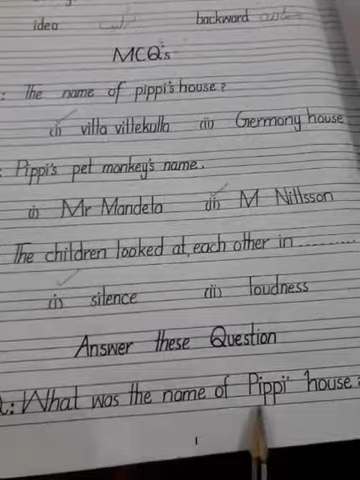 idea backward
MCQ's
: The name of pippi's house?
(i) villa villekulla (ii) Germony house
: Pippi's pet monkey's name.
(i) Mr Mandela (ii) M Nillsson
The children looked at, each other in ..........
(i) silence (ii) loudness
Answer these Question
: What was the name of Pippi' house?